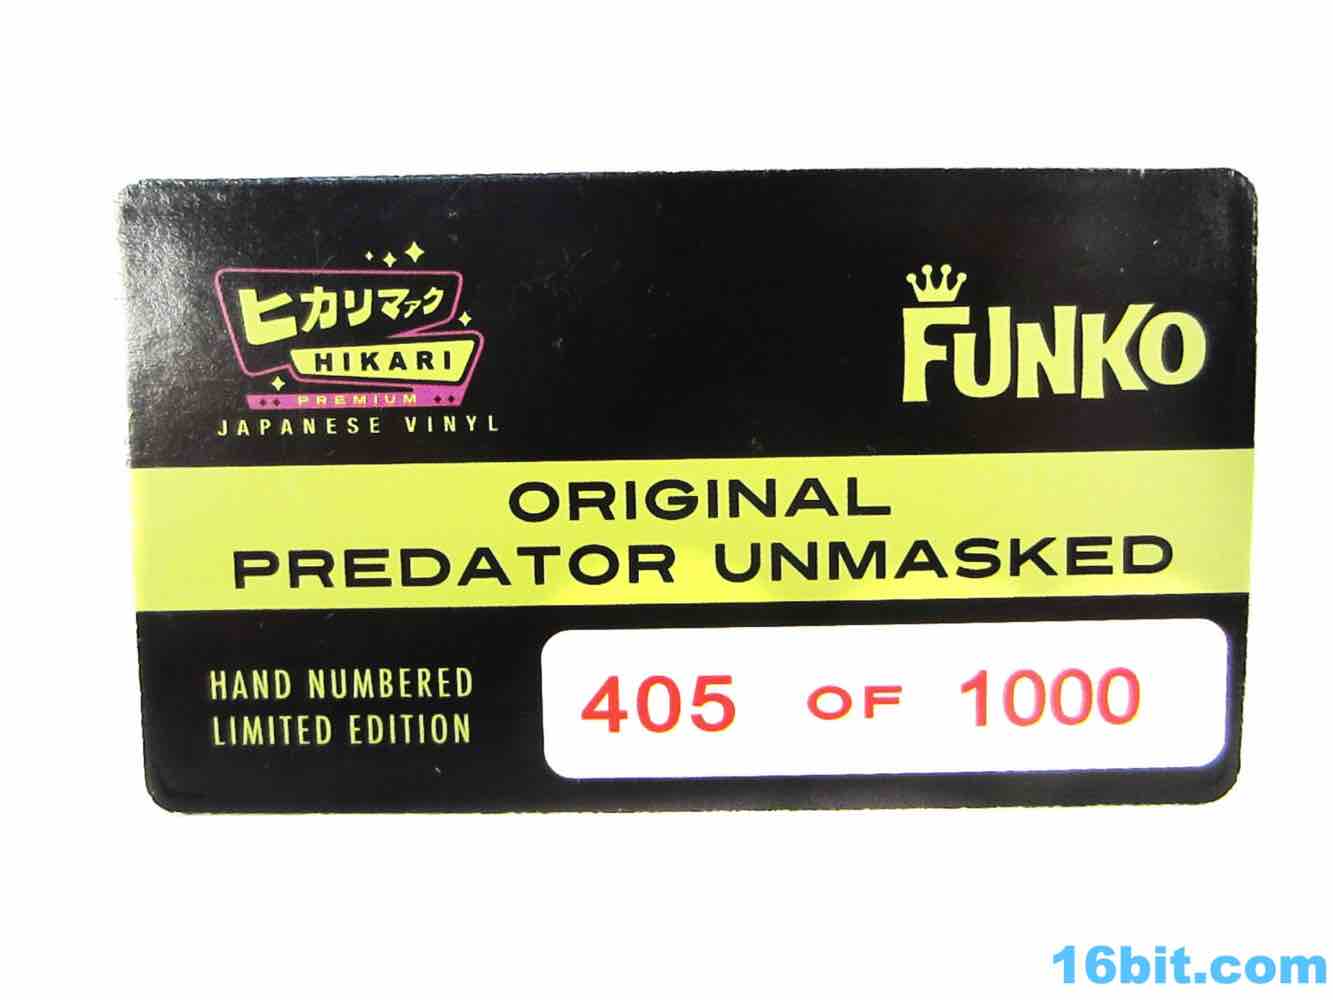 ヒカリマァク
HIKARI
PREMIUM
JAPANESE VINYL
FUNKO
ORIGINAL
PREDATOR UNMASKED
HAND NUMBERED
LIMITED EDITION
405 OF 1000
16bit.com